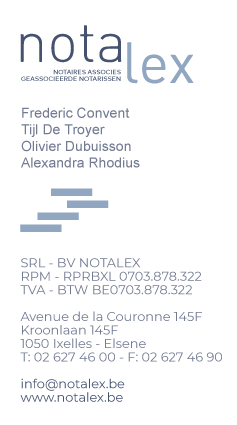 notalex
NOTAIRES ASSOCIES
GEASSOCIEERDE NOTARISSEN
Frederic Convent
Tijl De Troyer
Olivier Dubuisson
Alexandra Rhodius
SRL - BV NOTALEX
RPM - RPRBXL 0703.878.322
TVA - BTW BE0703.878.322
Avenue de la Couronne 145F
Kroonlaan 145F
1050 Ixelles - Elsene
T: 02 627 46 00 - F: 02 627 46 90
info@notalex.be
www.notalex.be